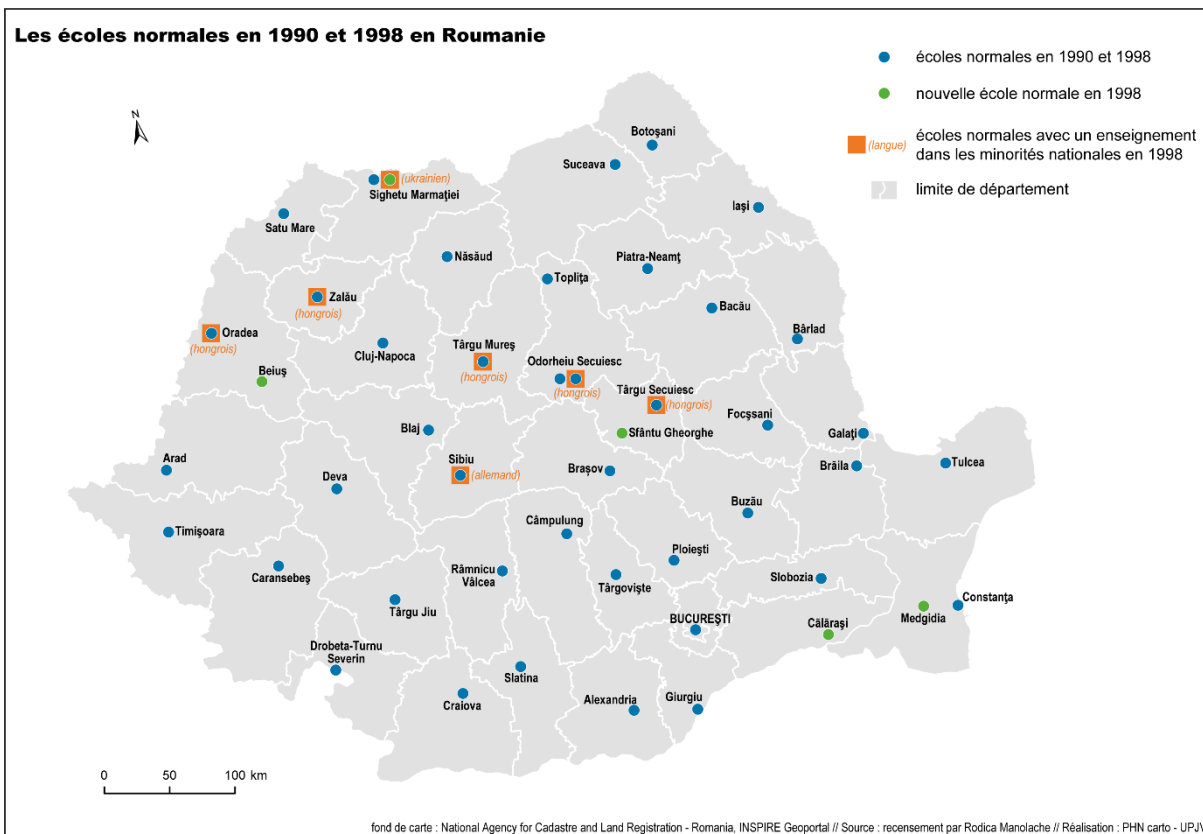 Les écoles normales en 1990 et 1998 en Roumanie
écoles normales en 1990 et 1998
nouvelle école normale en 1998
(langue)
écoles normales avec un enseignement
dans les minorités nationales en 1998
limite de département
N
Botoşani
Suceava
(ukrainien)
Sighetu Marmaţiei
Iaşi
Satu Mare
Năsăud
Piatra-Neamţ
Topliţa
Zalău
(hongrois)
Bacău
Oradea
(hongrois)
Bârlad
Cluj-Napoca
Târgu Mureş
(hongrois)
Odorheiu Secuiesc
(hongrois)
Beiuş
Târgu Secuiesc
(hongrois)
Focşsani
Sfântu Gheorghe
Galaţi
Blaj
Arad
Sibiu
(allemand)
Braşov
Brăila
Tulcea
Deva
Buzău
Timişoara
Câmpulung
Ploieşti
Caransebeş
Râmnicu
Vâlcea
Târgovişte
Slobozia
Târgu Jiu
BUCUREŞTI
Călăraşi
Medgidia
Constanţa
Drobeta-Turnu
Severin
Slatina
Craiova
Alexandria
Giurgiu
0 50 100 km
fond de carte : National Agency for Cadastre and Land Registration - Romania, INSPIRE Geoportal // Source : recensement par Rodica Manolache // Réalisation : PHN carto - UPJV